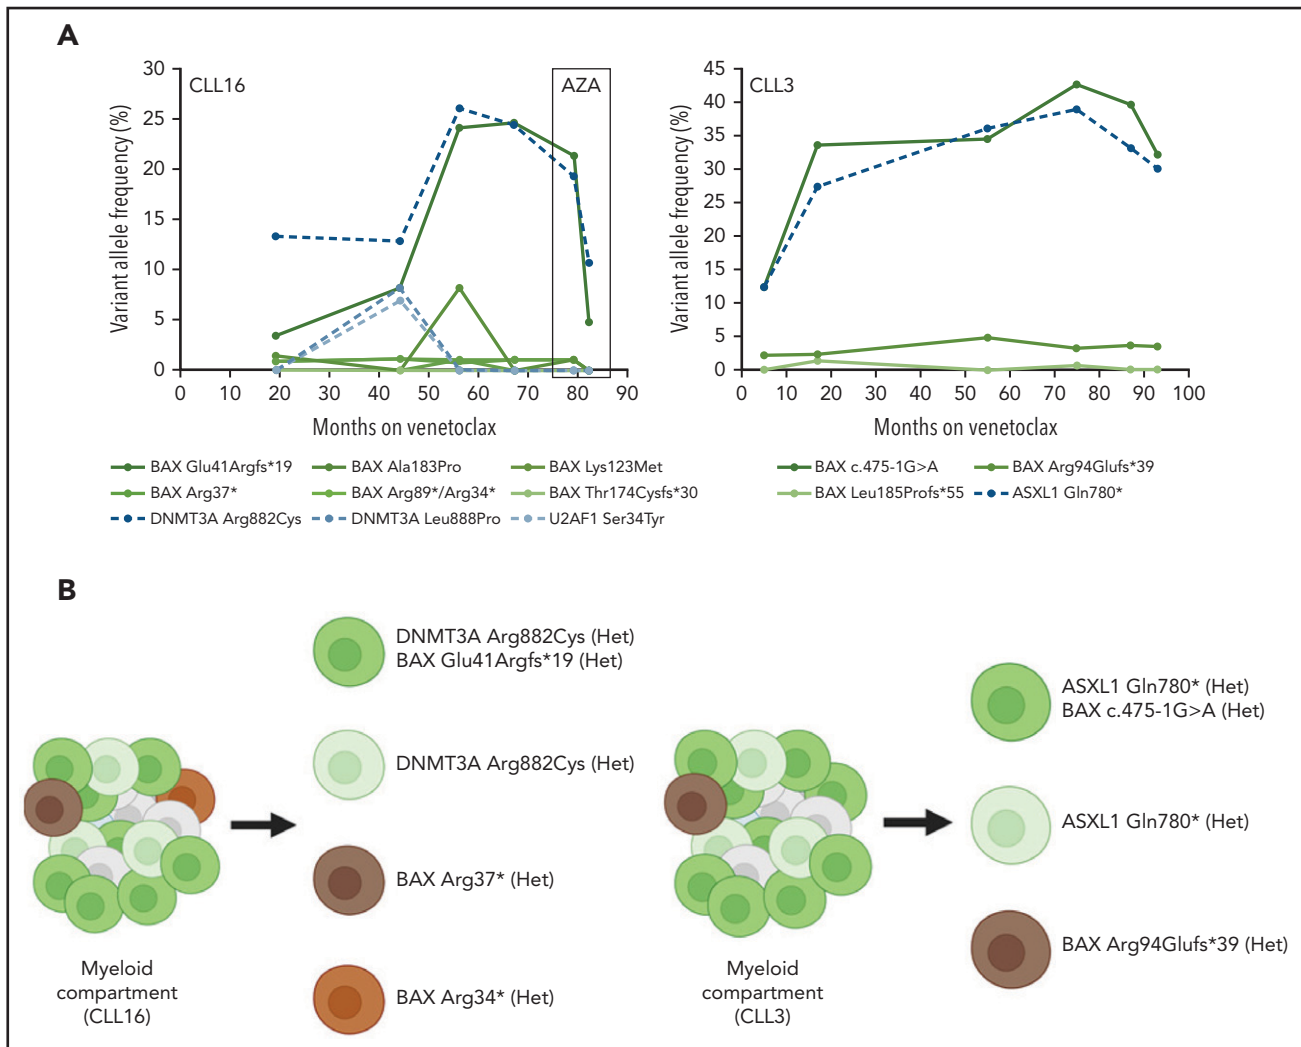 A
CLL16
AZA
Variant allele frequency (%)
30
25
20
15
10
5
0
0 10 20 30 40 50 60 70 80 90
Months on venetoclax
BAX Glu41Argfs*19 BAX Ala183Pro BAX Lys123Met
BAX Arg37* BAX Arg89*/Arg34* BAX Thr174Cysfs*30
DNMT3A Arg882Cys DNMT3A Leu888Pro U2AF1 Ser34Tyr
CLL3
Variant allele frequency (%)
45
40
35
30
25
20
15
10
5
0
0 10 20 30 40 50 60 70 80 90 100
Months on venetoclax
BAX c.475-1G>A BAX Arg94Glufs*39
BAX Leu185Profs*55 ASXL1 Gln780*
B
Myeloid
compartment
(CLL16)
DNMT3A Arg882Cys (Het)
BAX Glu41Argfs*19 (Het)
DNMT3A Arg882Cys (Het)
BAX Arg37* (Het)
BAX Arg34* (Het)
Myeloid
compartment
(CLL3)
ASXL1 Gln780* (Het)
BAX c.475-1G>A (Het)
ASXL1 Gln780* (Het)
BAX Arg94Glufs*39 (Het)